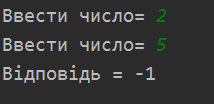 Ввести число= 2
Ввести число= 5
Відповідь = -1